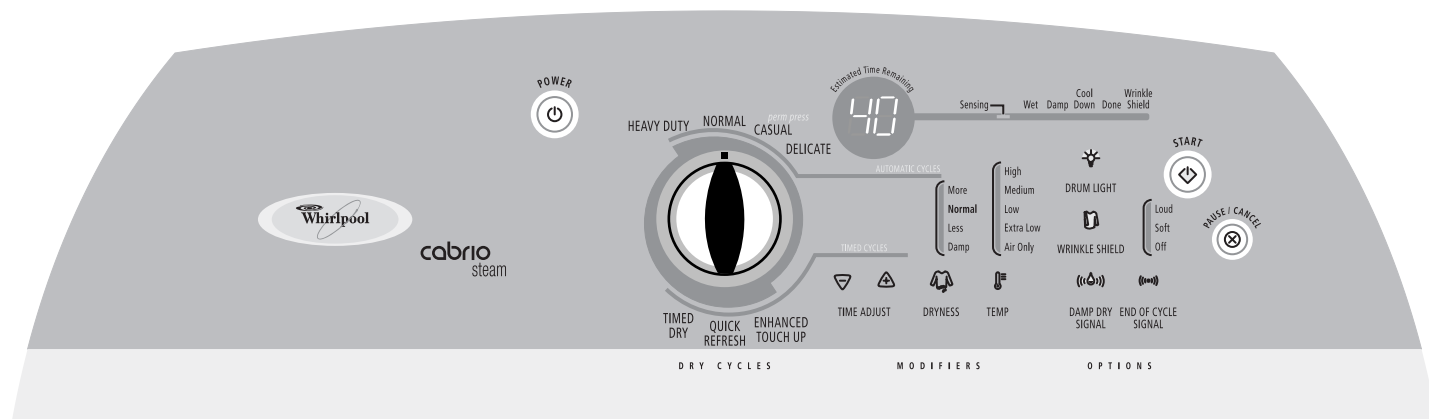 POWER
Whirlpool
cabrio
steam
HEAVY DUTY
NORMAL
perm press
CASUAL
DELICATE
AUTOMATIC CYCLES
TIMED CYCLES
TIMED
DRY
QUICK
REFRESH
ENHANCED
TOUCH UP
DRY CYCLES
Estimated Time Remaining
40
Sensing
Wet
Damp
Cool
Down
Done
Wrinkle
Shield
More
Normal
Less
Damp
High
Medium
Low
Extra Low
Air Only
TIME ADJUST
DRYNESS
TEMP
MODIFIERS
DRUM LIGHT
WRINKLE SHIELD
Loud
Soft
Off
DAMP DRY
SIGNAL
END OF CYCLE
SIGNAL
OPTIONS
START
PAUSE / CANCEL